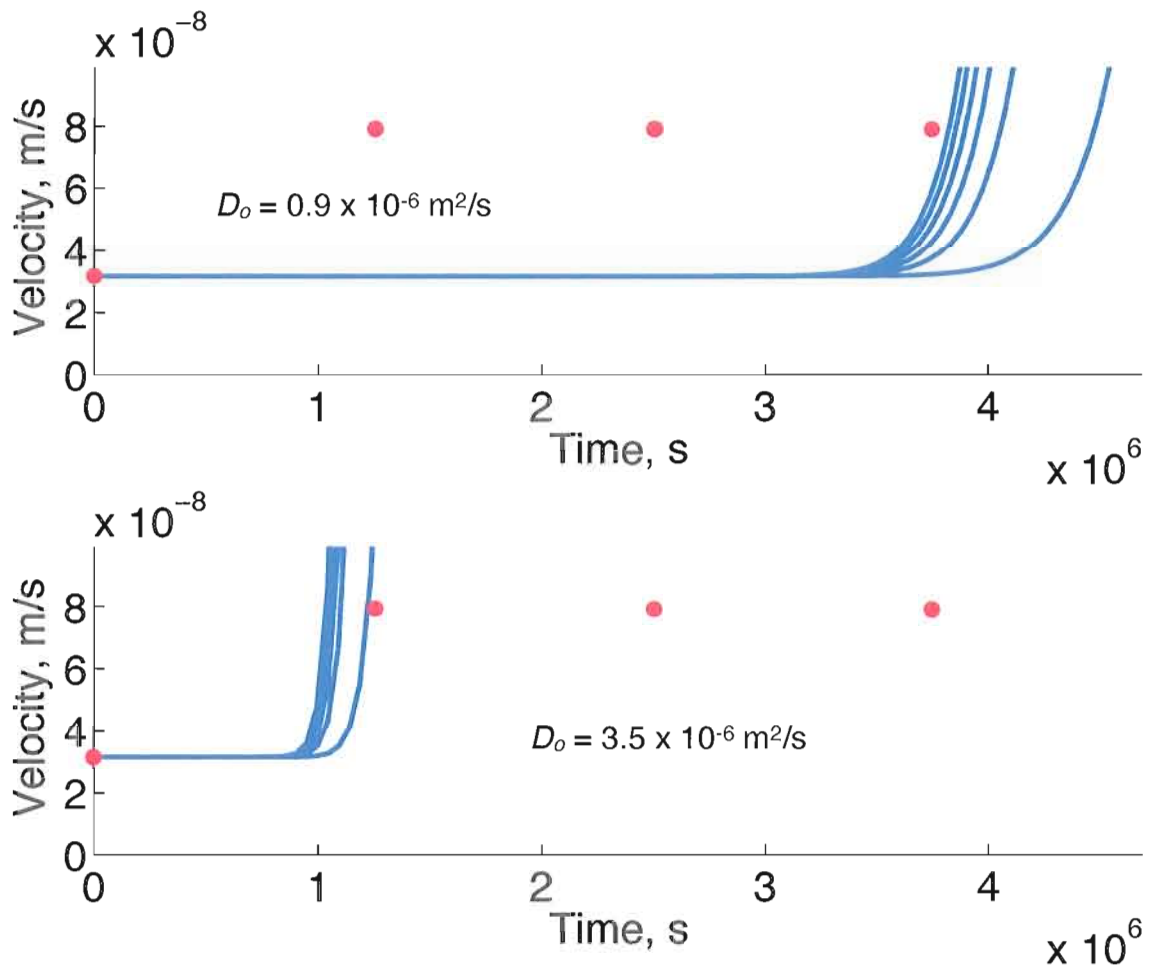 x 10⁻⁸
Velocity, m/s
8
6
4
2
0
Dₒ = 0.9 x 10⁻⁶ m²/s
0 1 2 3 4
Time, s
x 10⁶
x 10⁻⁸
Velocity, m/s
8
6
4
2
0
Dₒ = 3.5 x 10⁻⁶ m²/s
0 1 2 3 4
Time, s
x 10⁶